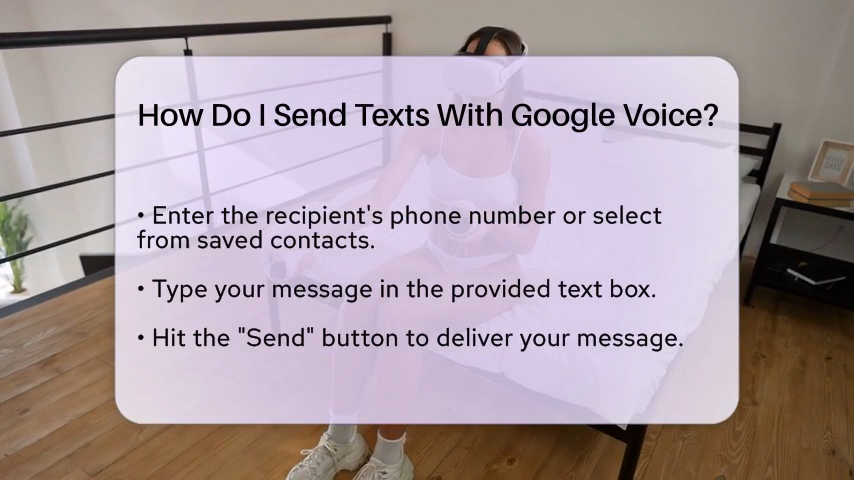 How Do I Send Texts With Google Voice?
• Enter the recipient's phone number or select
from saved contacts.
• Type your message in the provided text box.
• Hit the "Send" button to deliver your message.